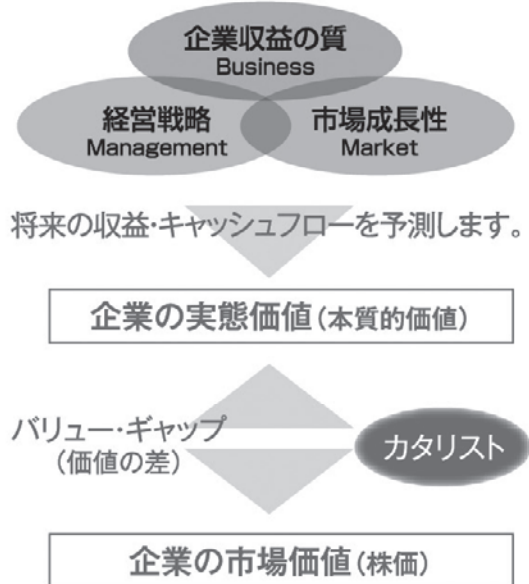 企業収益の質
Business
経営戦略
Management
市場成長性
Market
将来の収益・キャッシュフローを予測します。
企業の実態価値(本質的価値)
バリュー・ギャップ
(価値の差)
カタリスト
企業の市場価値(株価)